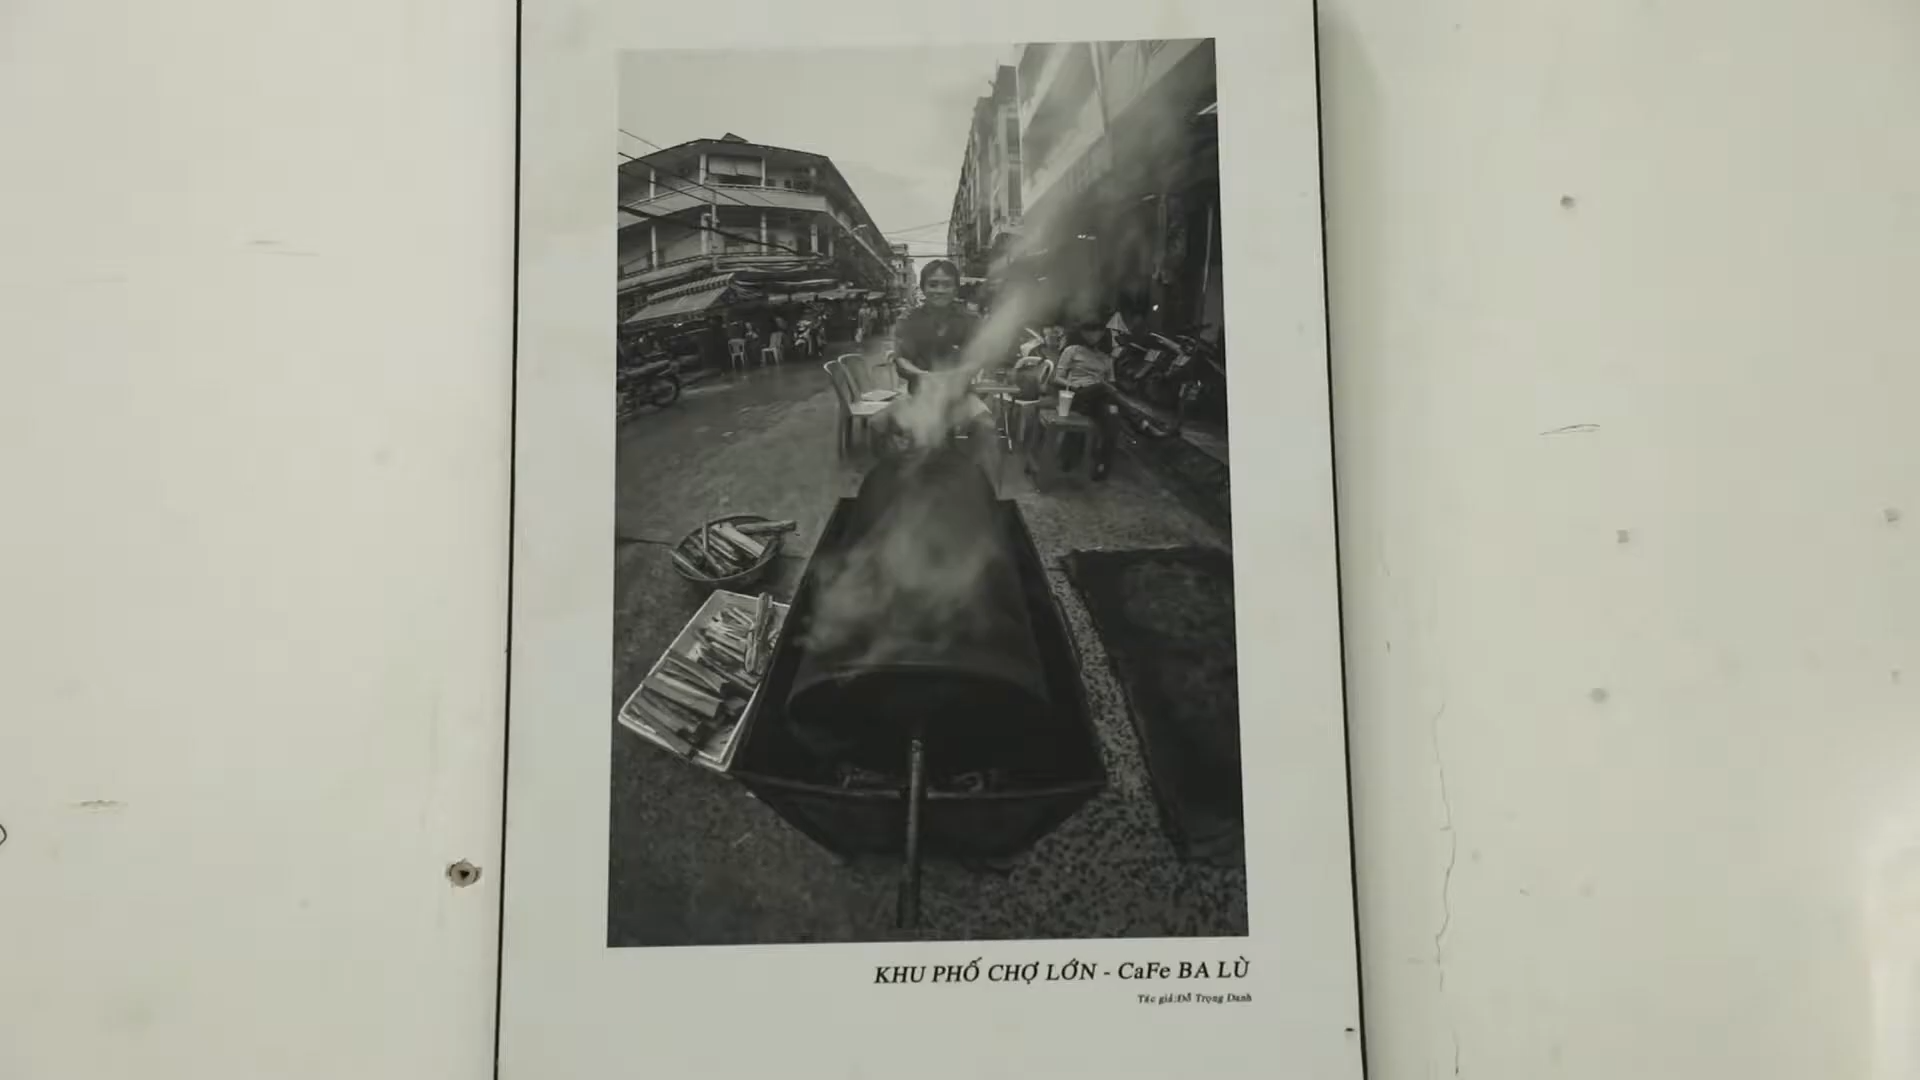 KHU PHỐ CHỢ LỚN - CaFe BA LÙ
Tác giả:Đỗ Trọng Danh